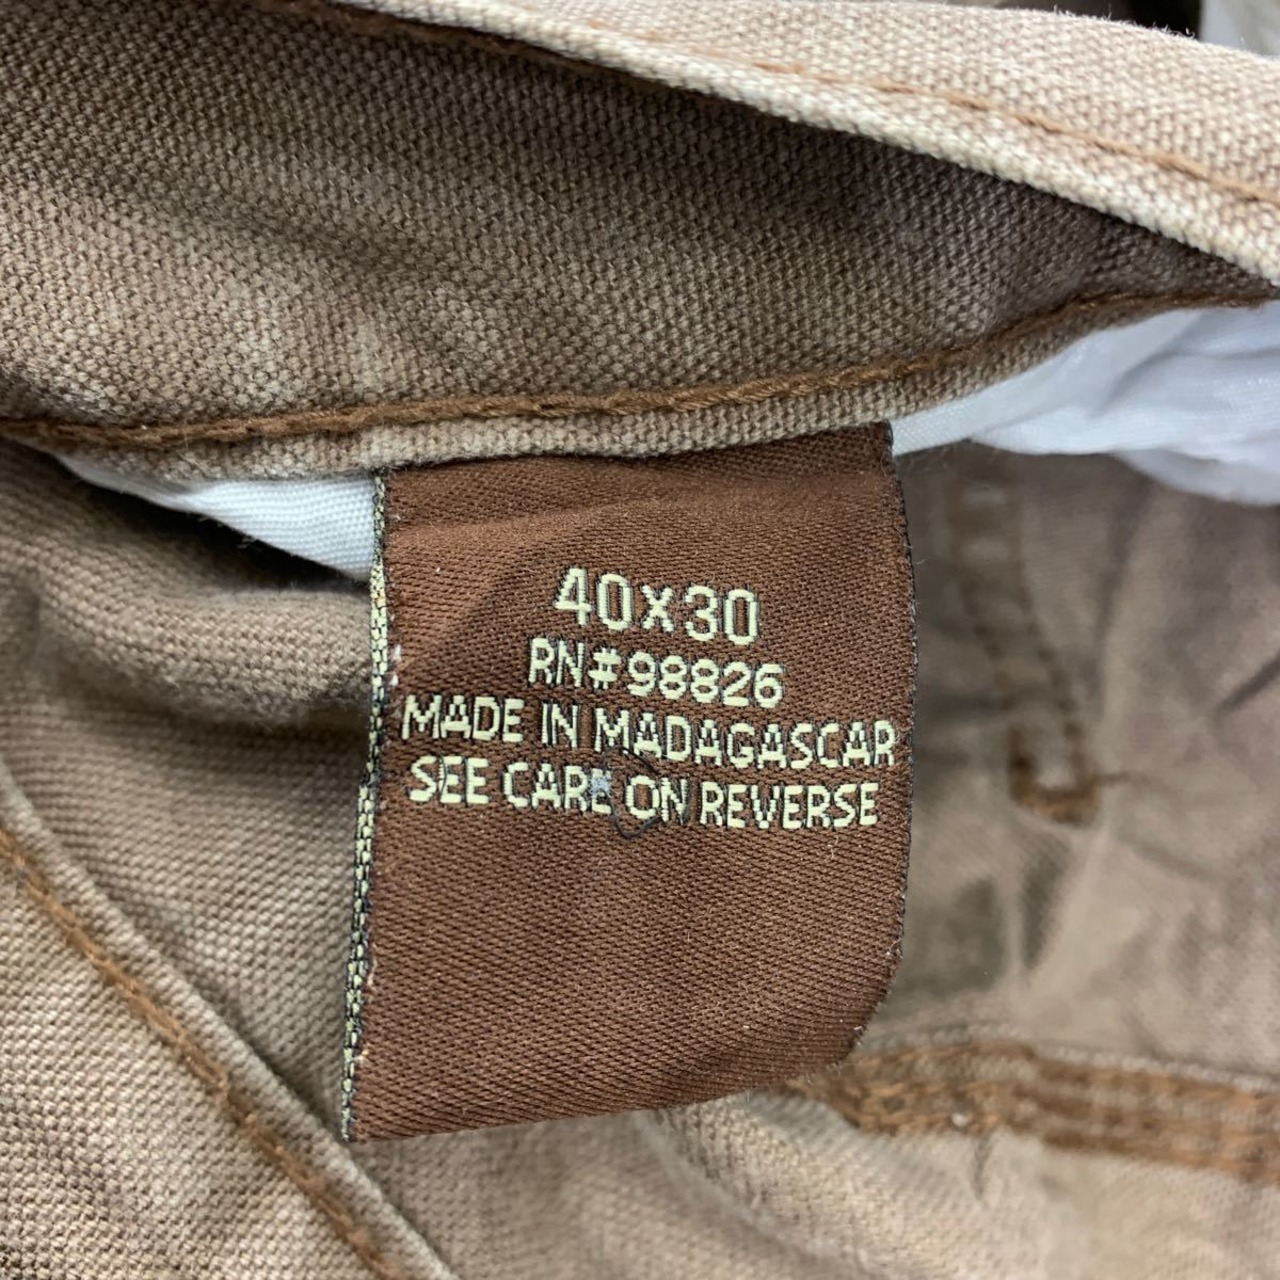 40x30
RN#98826
MADE IN MADAGASCAR
SEE CARE ON REVERSE